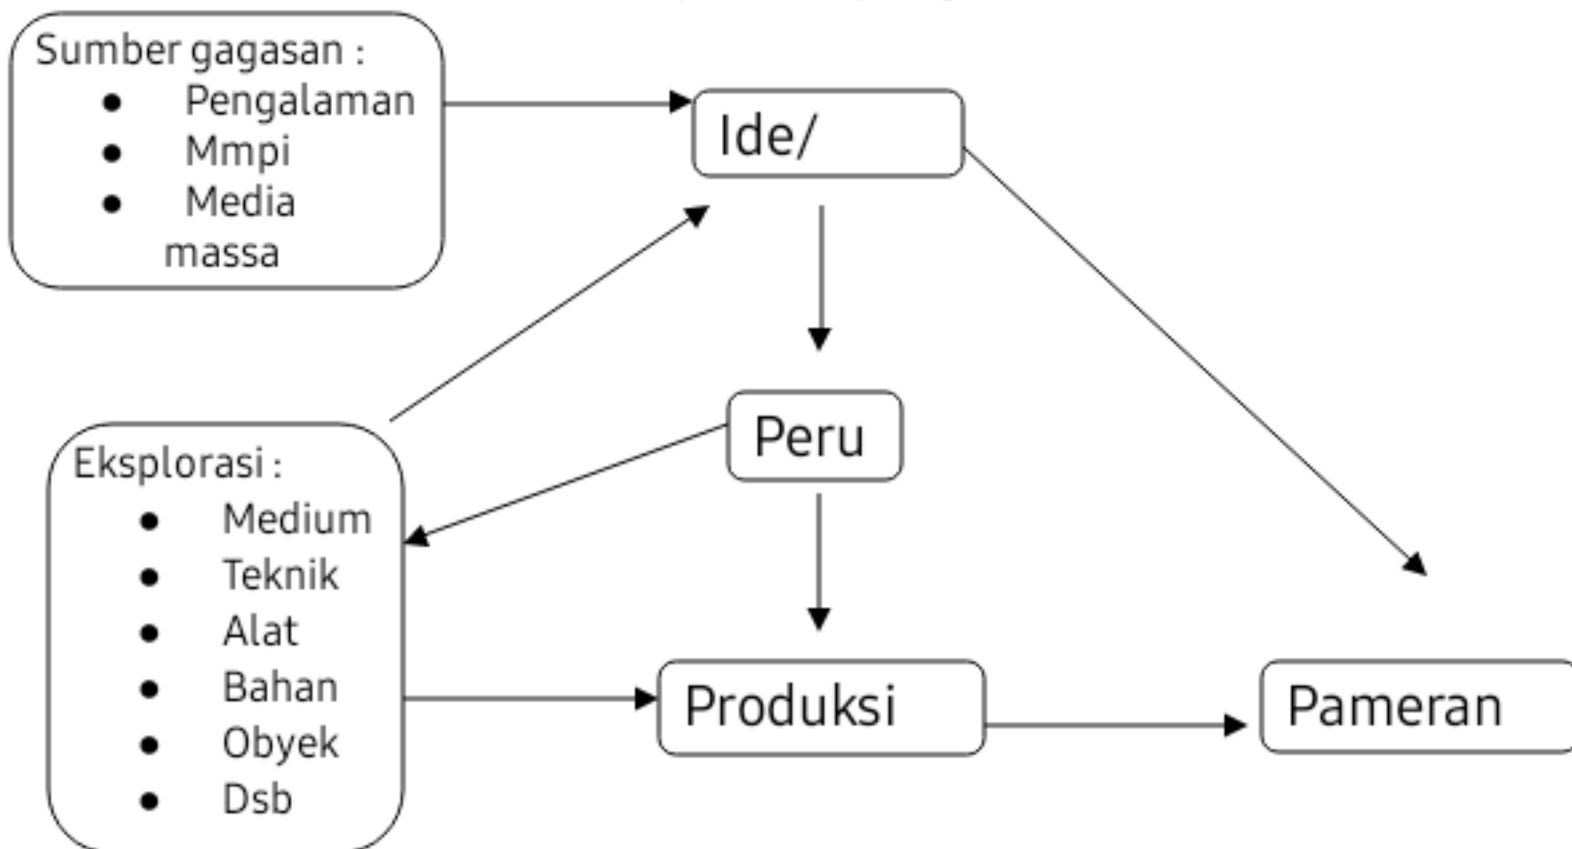 Sumber gagasan :
● Pengalaman
● Mmpi
● Media
massa
Ide/
Peru
Eksplorasi :
● Medium
● Teknik
● Alat
● Bahan
● Obyek
● Dsb
Produksi
Pameran